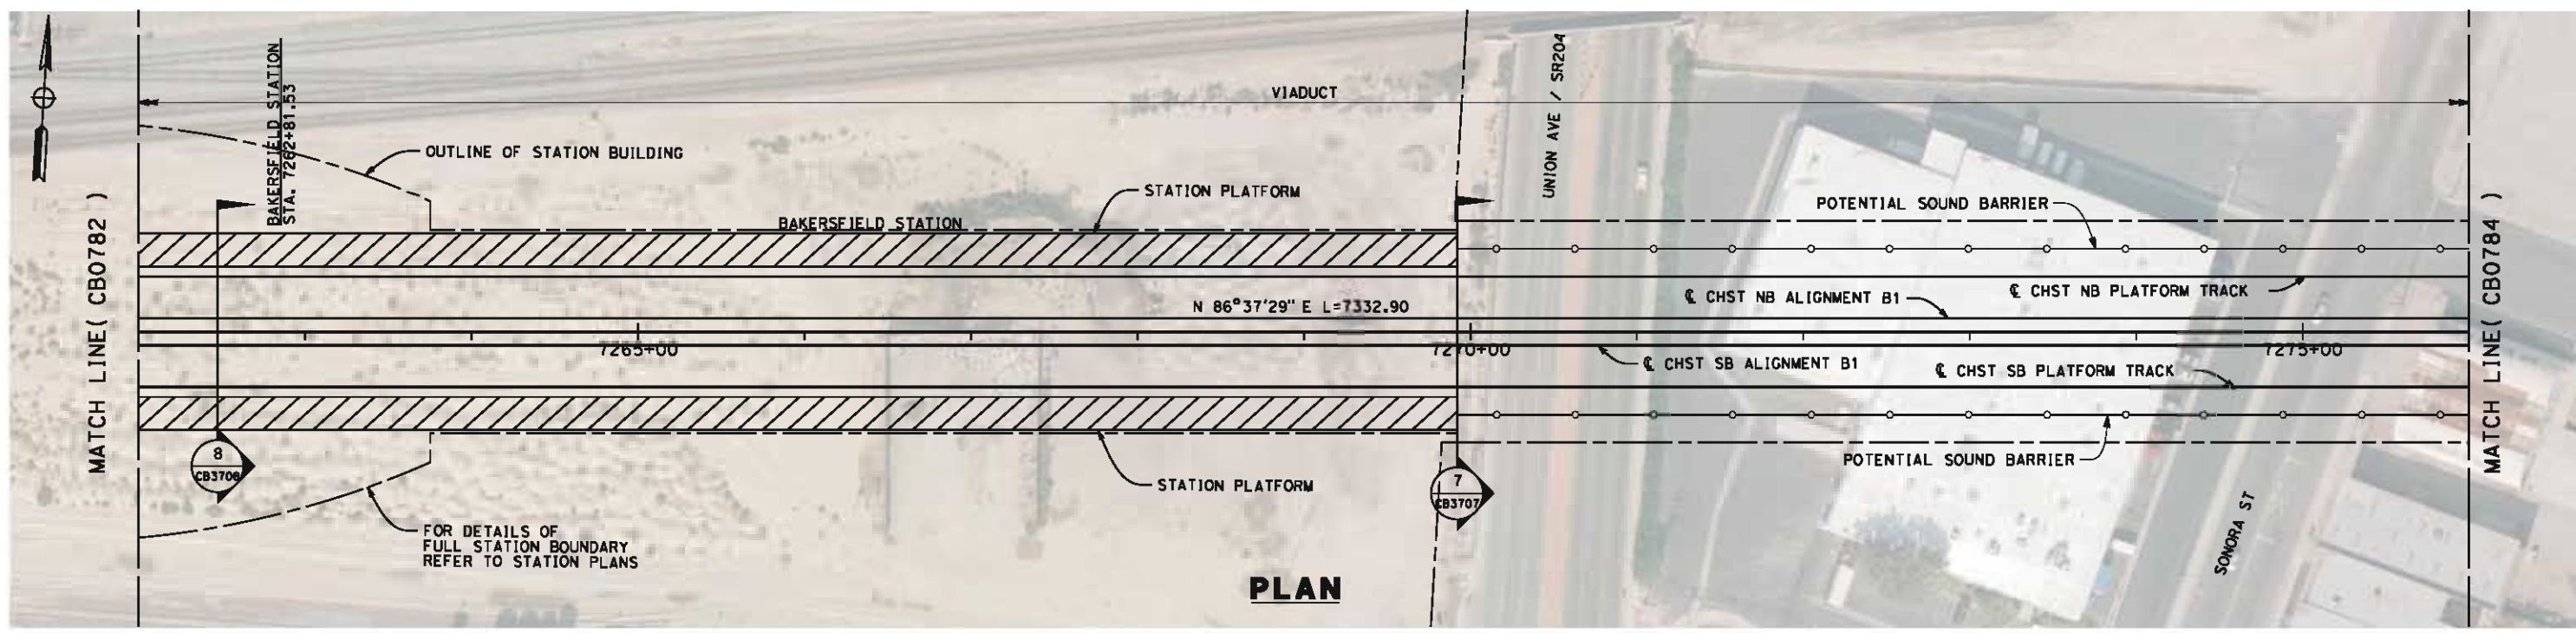 MATCH LINE( CB0782 )
BAKERSFIELD STATION
STA. 7262+81.53
OUTLINE OF STATION BUILDING
VIADUCT
STATION PLATFORM
BAKERSFIELD STATION
UNION AVE / SR204
POTENTIAL SOUND BARRIER
N 86°37'29" E L=7332.90
℄ CHST NB ALIGNMENT B1
℄ CHST NB PLATFORM TRACK
7265+00
7270+00
7275+00
℄ CHST SB ALIGNMENT B1
℄ CHST SB PLATFORM TRACK
8
CB3708
7
CB3707
STATION PLATFORM
POTENTIAL SOUND BARRIER
FOR DETAILS OF
FULL STATION BOUNDARY
REFER TO STATION PLANS
SONORA ST
PLAN
MATCH LINE( CB0784 )